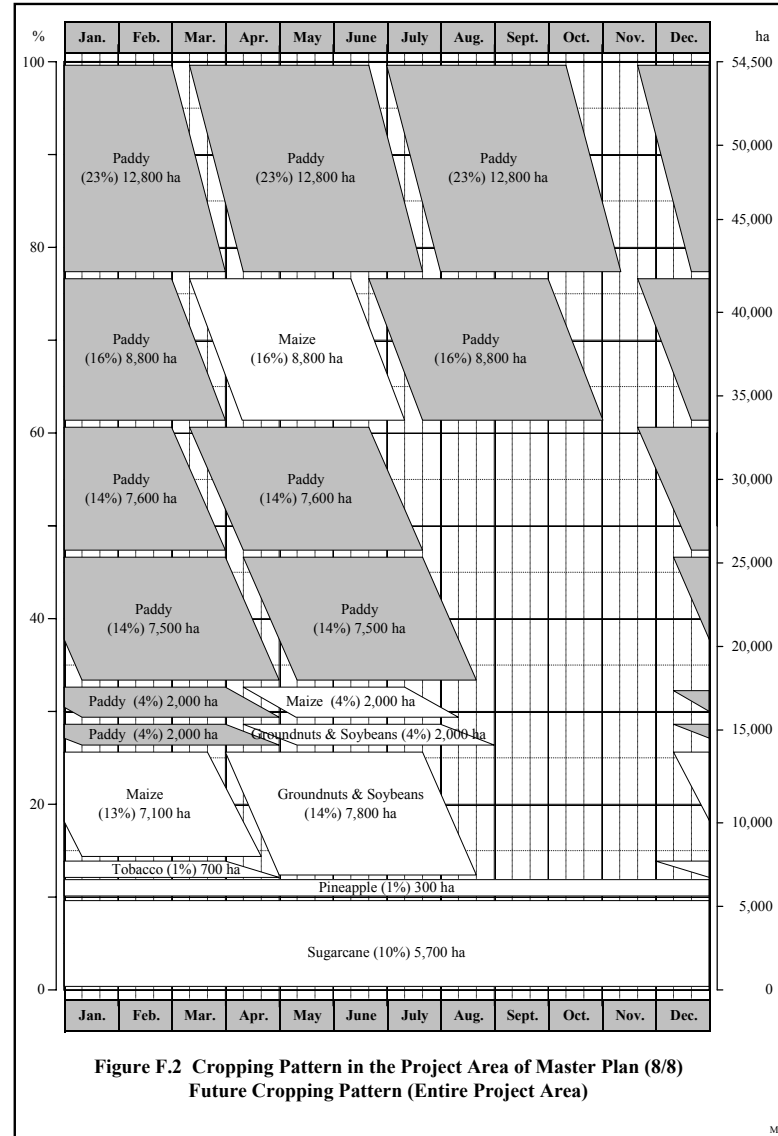 % Jan. Feb. Mar. Apr. May June July Aug. Sept. Oct. Nov. Dec. ha
100 54,500
Paddy Paddy Paddy
(23%) 12,800 ha (23%) 12,800 ha (23%) 12,800 ha
50,000
45,000
80
Paddy Maize Paddy
(16%) 8,800 ha (16%) 8,800 ha (16%) 8,800 ha
40,000
35,000
60
Paddy Paddy
(14%) 7,600 ha (14%) 7,600 ha
30,000
25,000
Paddy Paddy
(14%) 7,500 ha (14%) 7,500 ha
40
20,000
Paddy (4%) 2,000 ha Maize (4%) 2,000 ha
Paddy (4%) 2,000 ha Groundnuts & Soybeans (4%) 2,000 ha
15,000
Maize Groundnuts & Soybeans
(13%) 7,100 ha (14%) 7,800 ha
20
10,000
Tobacco (1%) 700 ha
Pineapple (1%) 300 ha
5,000
Sugarcane (10%) 5,700 ha
0 0
Jan. Feb. Mar. Apr. May June July Aug. Sept. Oct. Nov. Dec.
Figure F.2 Cropping Pattern in the Project Area of Master Plan (8/8)
Future Cropping Pattern (Entire Project Area)
M